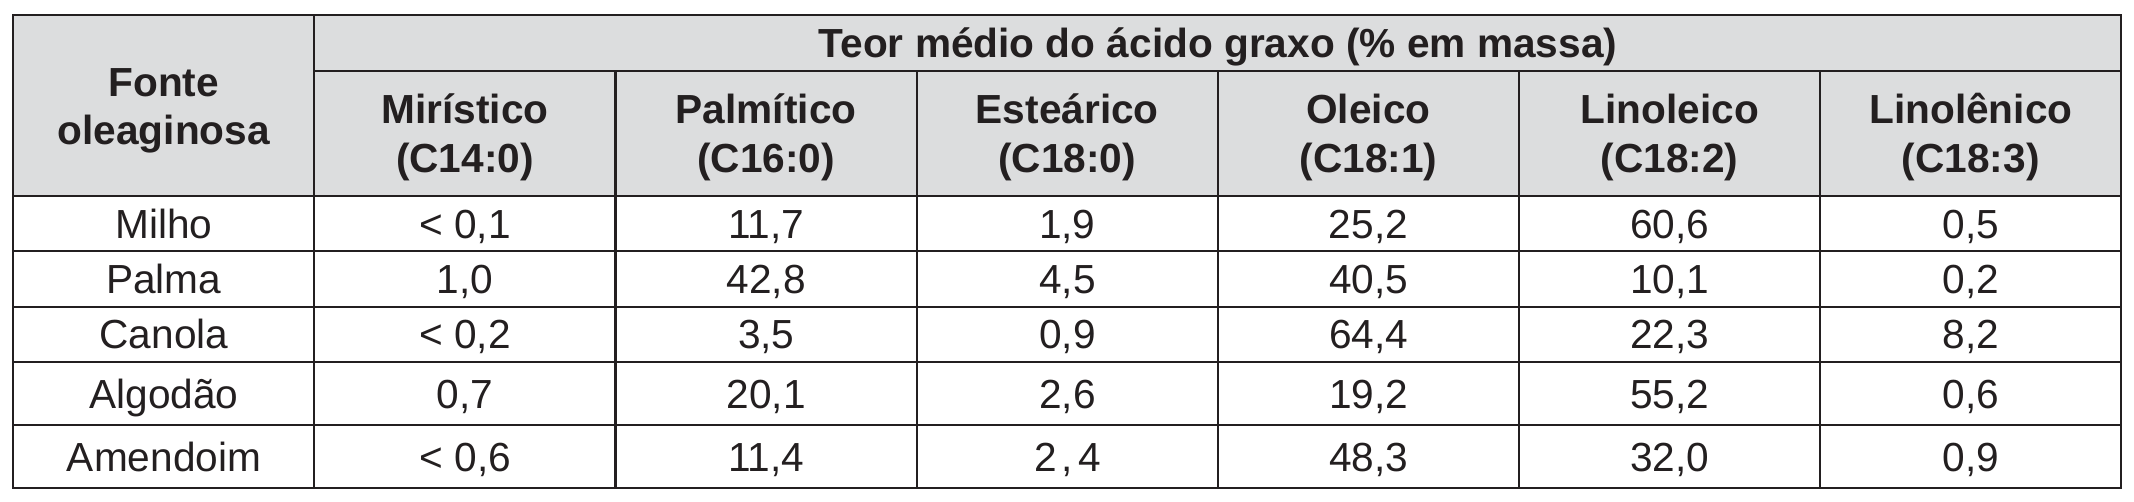 Fonte oleaginosa
Teor médio do ácido graxo (% em massa)
Mirístico (C14:0) Palmítico (C16:0) Esteárico (C18:0) Oleico (C18:1) Linoleico (C18:2) Linolênico (C18:3)
Milho < 0,1 11,7 1,9 25,2 60,6 0,5
Palma 1,0 42,8 4,5 40,5 10,1 0,2
Canola < 0,2 3,5 0,9 64,4 22,3 8,2
Algodão 0,7 20,1 2,6 19,2 55,2 0,6
Amendoim < 0,6 11,4 2,4 48,3 32,0 0,9